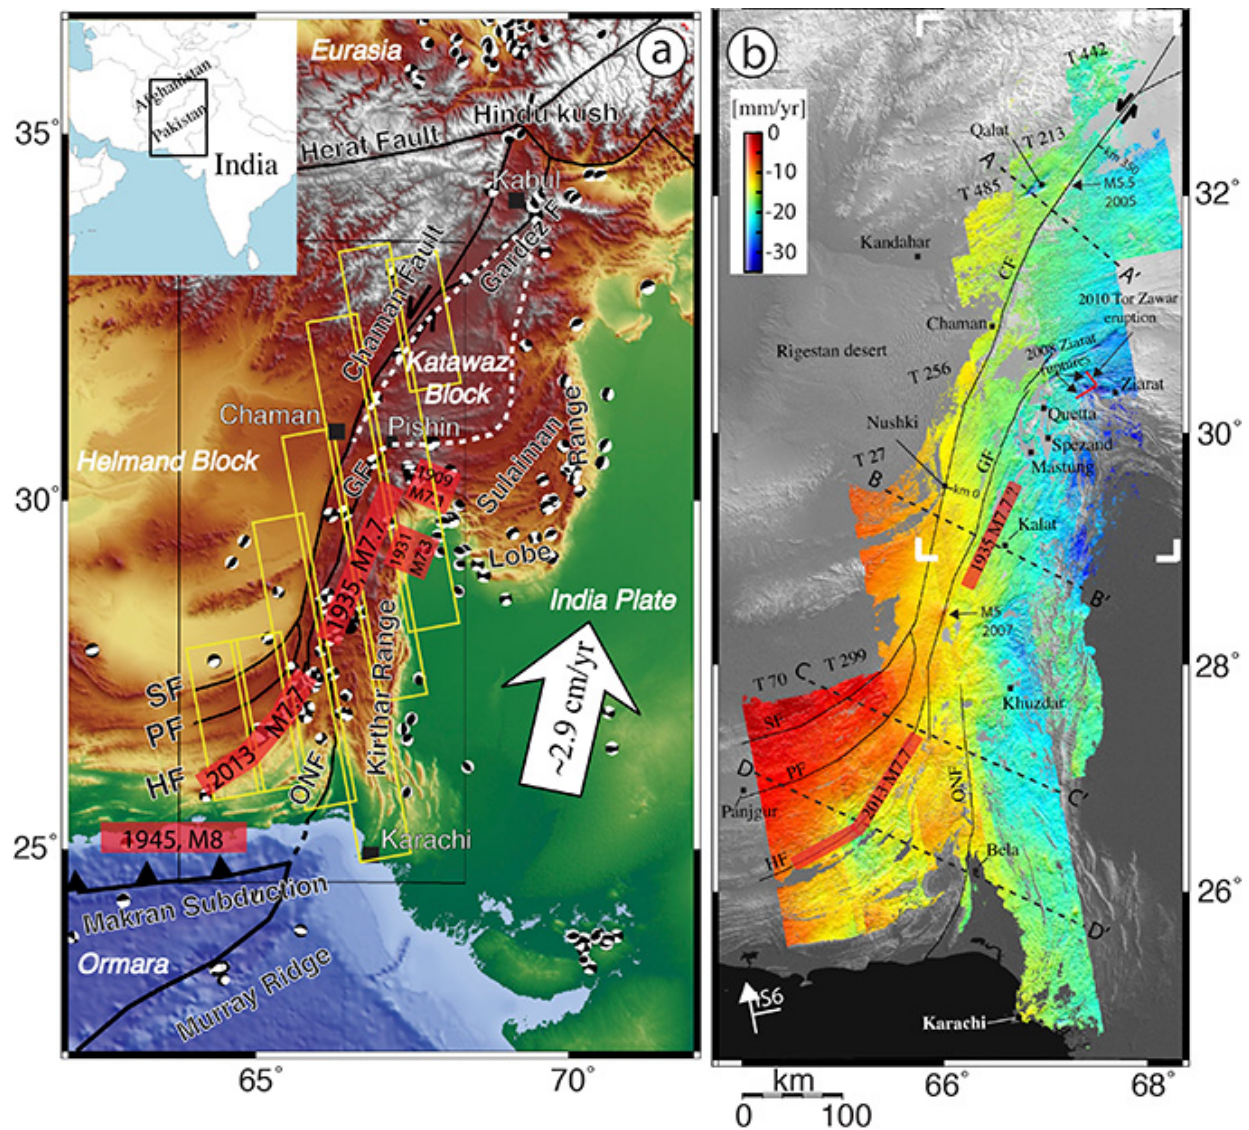 Eurasia
a
Afghanistan
Pakistan
India
35°
Herat Fault
Hindu kush
Kabul
Chaman Fault
Gardez F
Katawaz
Block
Chaman
Pishin
Helmand Block
GF
1909
M7.1
Sulaiman
Range
30°
1935, M7.7
1931
M7.3
Lobe
India Plate
~2.9 cm/yr
Kirthar Range
SF
PF
HF
2013 M7.7
ONF
25°
Karachi
1945, M8
Makran Subduction
Ormara
Murray Ridge
65°
70°
b
[mm/yr]
0
-10
-20
-30
T 442
Qalat
T 213
A
km 350
T 485
M5.5
2005
32°
Kandahar
CF
A'
2010 Tor Zawar
eruption
Chaman
Rigestan desert
2008 Ziarat
ruptures
T 256
Ziarat
Nushki
Quetta
GF
Spezand
Mastung
30°
T 27
B
km 0
1935 M7.7?
Kalat
B'
M5
2007
28°
T 299
C
T 70
SF
Khuzdar
D
PF
2013 M7.7
ONF
C'
Panjgur
HF
Bela
26°
D'
IS6
Karachi
66°
68°
km
0
100